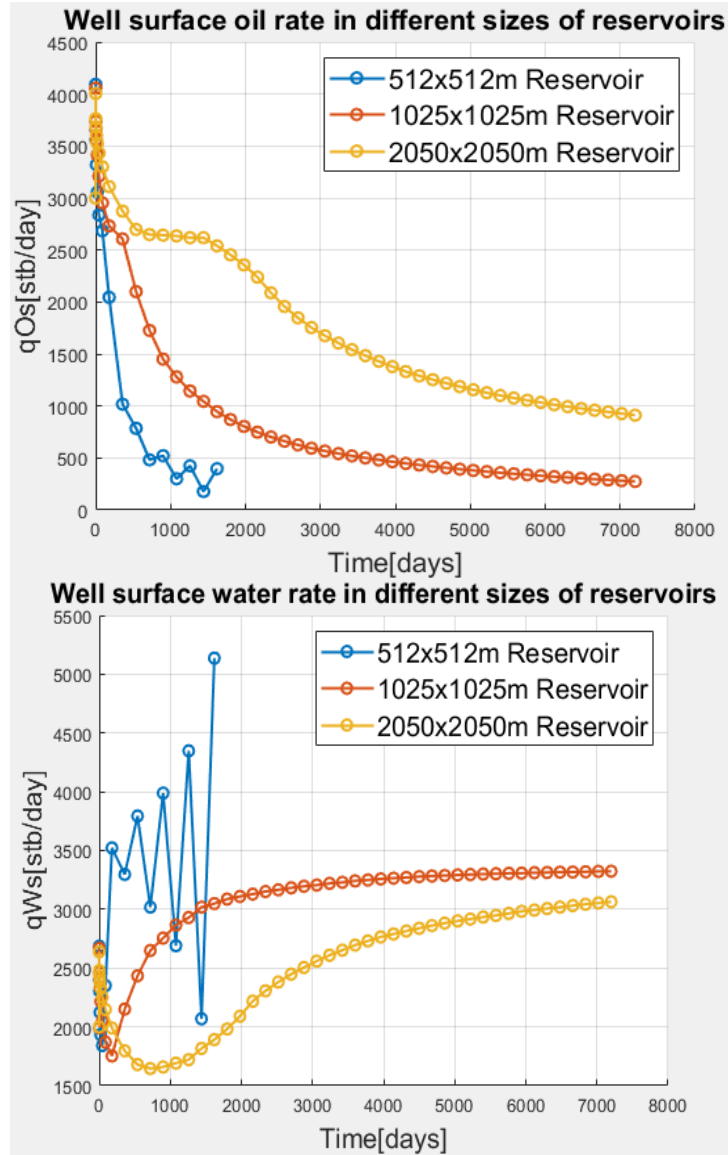 Well surface oil rate in different sizes of reservoirs
4500
4000
3500
3000
2500
2000
1500
1000
500
0
qOs[stb/day]
512x512m Reservoir
1025x1025m Reservoir
2050x2050m Reservoir
0 1000 2000 3000 4000 5000 6000 7000 8000
Time[days]
Well surface water rate in different sizes of reservoirs
5500
5000
4500
4000
3500
3000
2500
2000
1500
qWs[stb/day]
512x512m Reservoir
1025x1025m Reservoir
2050x2050m Reservoir
0 1000 2000 3000 4000 5000 6000 7000 8000
Time[days]